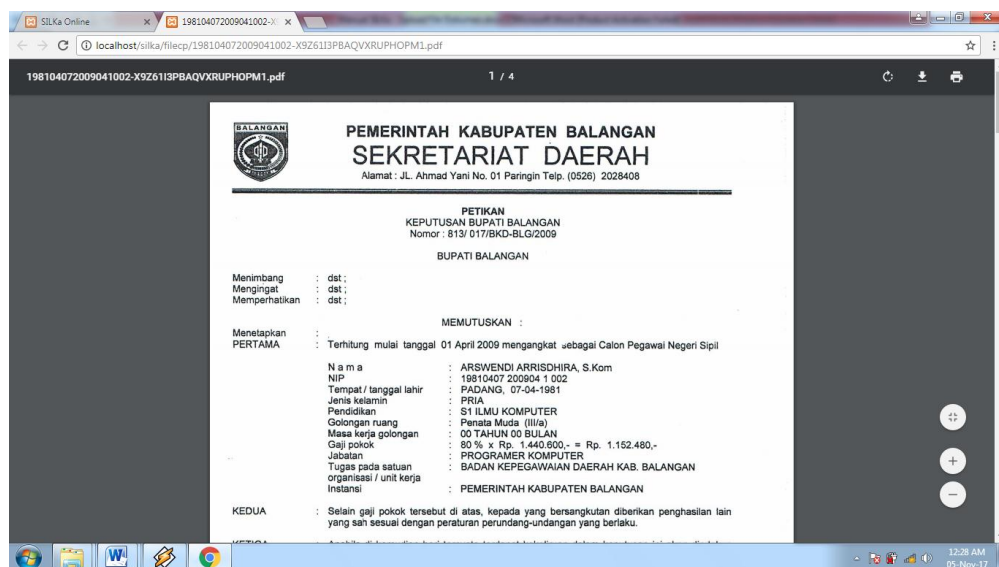 SILKa Online
198104072009041002-X
localhost/silka/filecp/198104072009041002-X9Z61I3PBAQVXRUPHOPM1.pdf
198104072009041002-X9Z61I3PBAQVXRUPHOPM1.pdf
1 / 4
BALANGAN
PEMERINTAH KABUPATEN BALANGAN
SEKRETARIAT DAERAH
Alamat : JL. Ahmad Yani No. 01 Paringin Telp. (0526) 2028408
PETIKAN
KEPUTUSAN BUPATI BALANGAN
Nomor : 813/ 017/BKD-BLG/2009
BUPATI BALANGAN
Menimbang : dst ;
Mengingat : dst ;
Memperhatikan : dst ;
MEMUTUSKAN :
Menetapkan :
PERTAMA : Terhitung mulai tanggal 01 April 2009 mengangkat sebagai Calon Pegawai Negeri Sipil
N a m a : ARSWENDI ARRISDHIRA, S.Kom
NIP : 19810407 200904 1 002
Tempat / tanggal lahir : PADANG, 07-04-1981
Jenis kelamin : PRIA
Pendidikan : S1 ILMU KOMPUTER
Golongan ruang : Penata Muda (III/a)
Masa kerja golongan : 00 TAHUN 00 BULAN
Gaji pokok : 80 % x Rp. 1.440.600,- = Rp. 1.152.480,-
Jabatan : PROGRAMER KOMPUTER
Tugas pada satuan : BADAN KEPEGAWAIAN DAERAH KAB. BALANGAN
organisasi / unit kerja
Instansi : PEMERINTAH KABUPATEN BALANGAN
KEDUA : Selain gaji pokok tersebut di atas, kepada yang bersangkutan diberikan penghasilan lain
yang sah sesuai dengan peraturan perundang-undangan yang berlaku.
12:28 AM
05-Nov-17